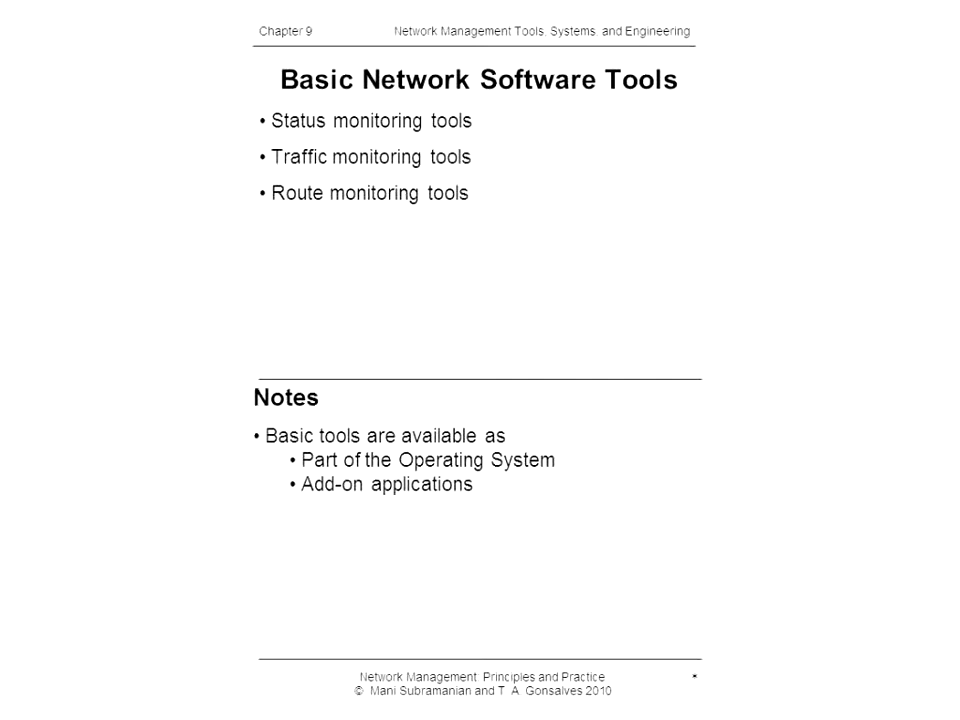 Chapter 9 Network Management Tools, Systems, and Engineering
Basic Network Software Tools
• Status monitoring tools
• Traffic monitoring tools
• Route monitoring tools
Notes
• Basic tools are available as
• Part of the Operating System
• Add-on applications
Network Management: Principles and Practice *
© Mani Subramanian and T. A. Gonsalves 2010